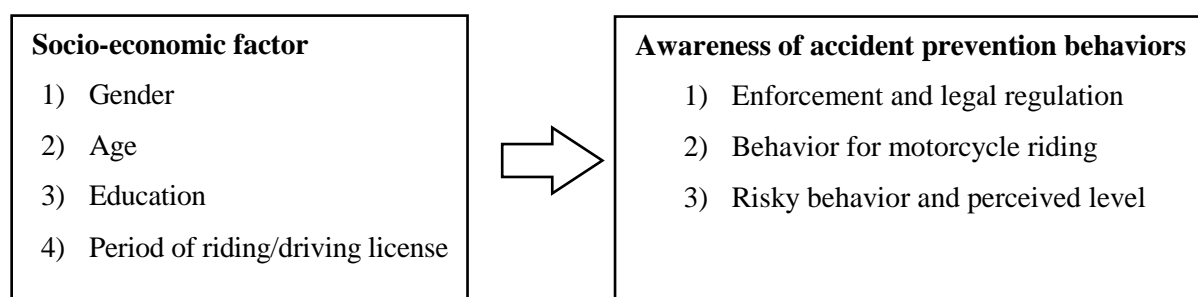 Socio-economic factor
1) Gender
2) Age
3) Education
4) Period of riding/driving license
Awareness of accident prevention behaviors
1) Enforcement and legal regulation
2) Behavior for motorcycle riding
3) Risky behavior and perceived level